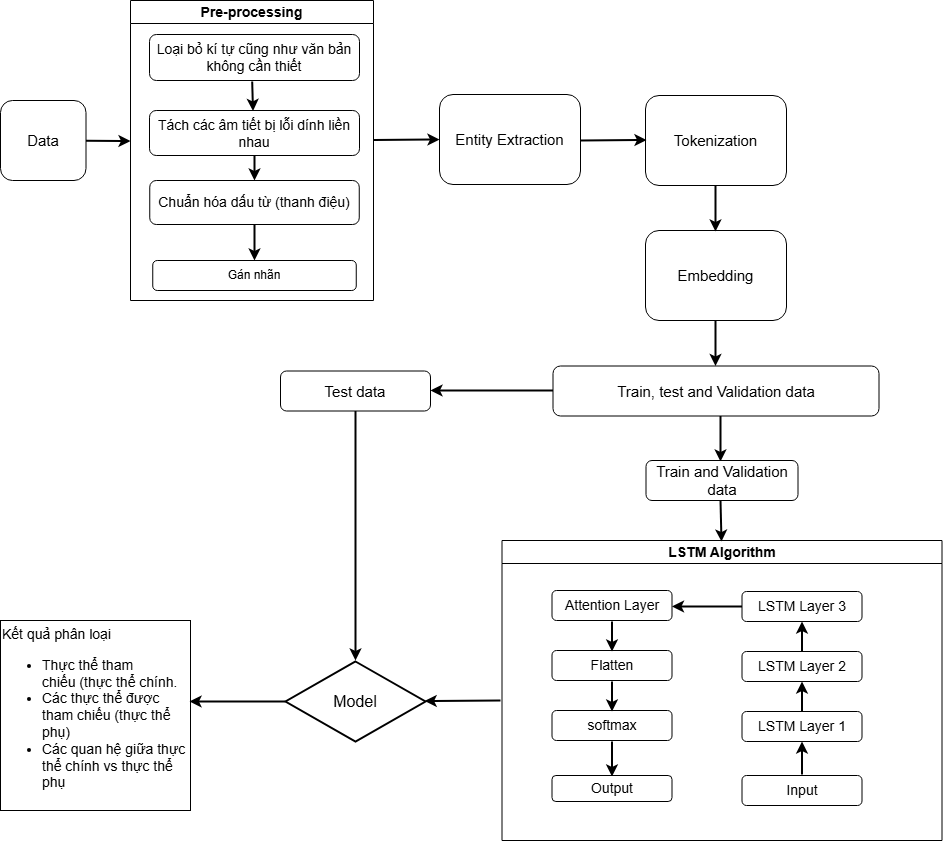 Pre-processing
Loại bỏ kí tự cũng như văn bản
không cần thiết
Tách các âm tiết bị lỗi dính liền
nhau
Chuẩn hóa dấu từ (thanh điệu)
Gán nhãn
Data
Entity Extraction
Tokenization
Embedding
Train, test and Validation data
Test data
Train and Validation
data
LSTM Algorithm
Attention Layer
Flatten
softmax
Output
LSTM Layer 3
LSTM Layer 2
LSTM Layer 1
Input
Model
Kết quả phân loại
• Thực thể tham
chiếu (thực thể chính.
• Các thực thể được
tham chiếu (thực thể
phụ)
• Các quan hệ giữa thực
thể chính vs thực thể
phụ